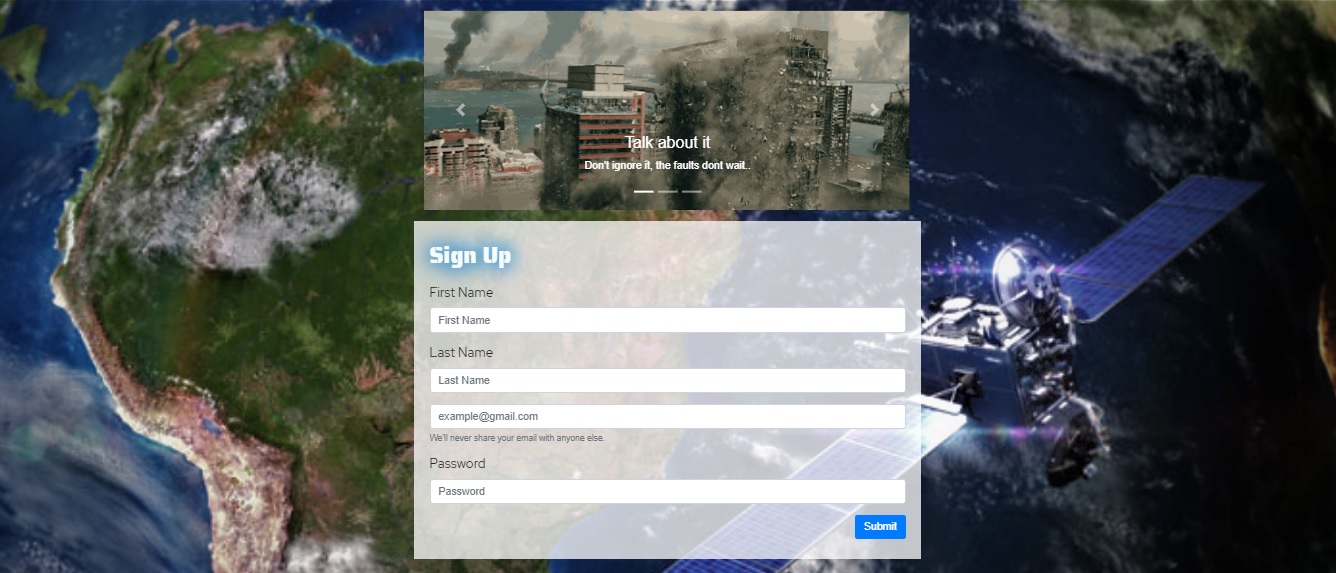 Talk about it
Don't ignore it, the faults dont wait..
Sign Up
First Name
First Name
Last Name
Last Name
example@gmail.com
We'll never share your email with anyone else.
Password
Password
Submit